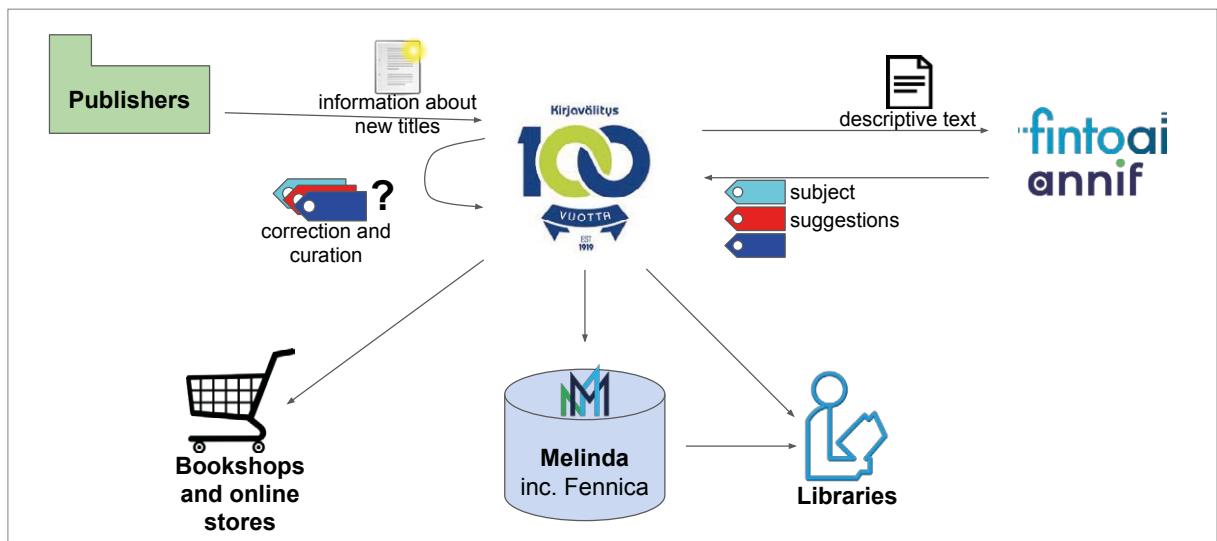 Publishers
information about
new titles
Kirjavälitys
100
VUOTTA
EST
1919
descriptive text
fintoai
annif
subject
suggestions
?
correction and
curation
Bookshops
and online
stores
Melinda
inc. Fennica
Libraries